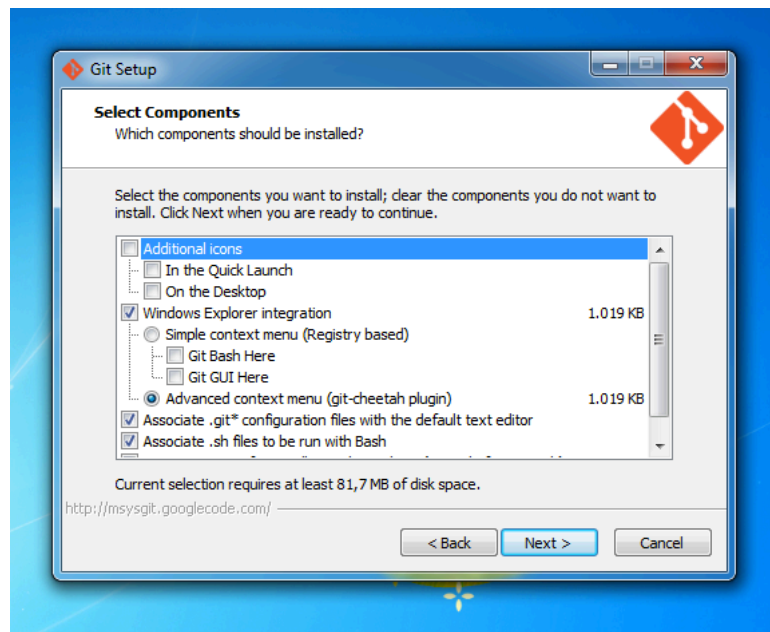 Git Setup
Select Components
Which components should be installed?
Select the components you want to install; clear the components you do not want to
install. Click Next when you are ready to continue.
Additional icons
In the Quick Launch
On the Desktop
Windows Explorer integration 1.019 KB
Simple context menu (Registry based)
Git Bash Here
Git GUI Here
Advanced context menu (git-cheetah plugin) 1.019 KB
Associate .git* configuration files with the default text editor
Associate .sh files to be run with Bash
Current selection requires at least 81,7 MB of disk space.
http://msysgit.googlecode.com/
< Back Next > Cancel